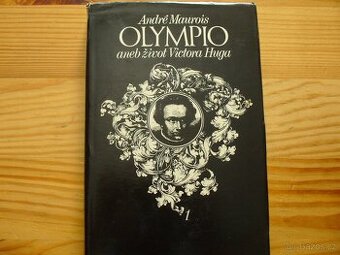 André Maurois
OLYMPIO
aneb život Victora Huga
1